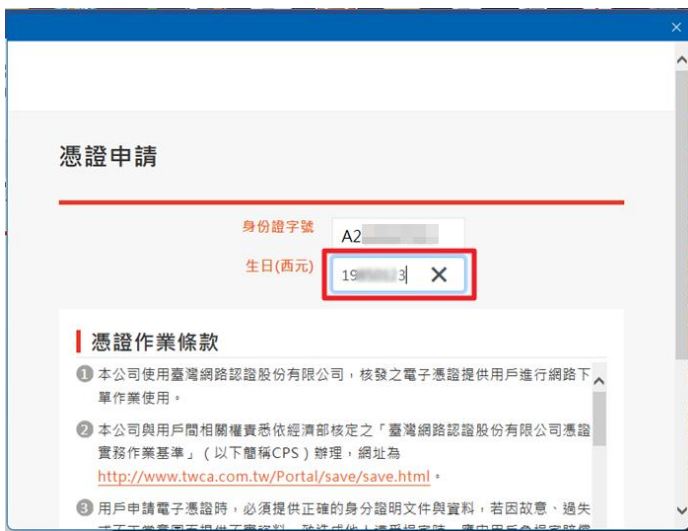 憑證申請
身份證字號
A2
生日(西元)
19 3
憑證作業條款
1 本公司使用臺灣網路認證股份有限公司，核發之電子憑證提供用戶進行網路下
單作業使用。
2 本公司與用戶間相關權責悉依經濟部核定之「臺灣網路認證股份有限公司憑證
實務作業基準」（以下簡稱CPS）辦理，網址為
http://www.twca.com.tw/Portal/save/save.html。
3 用戶申請電子憑證時，必須提供正確的身分證明文件與資料，若因故意、過失